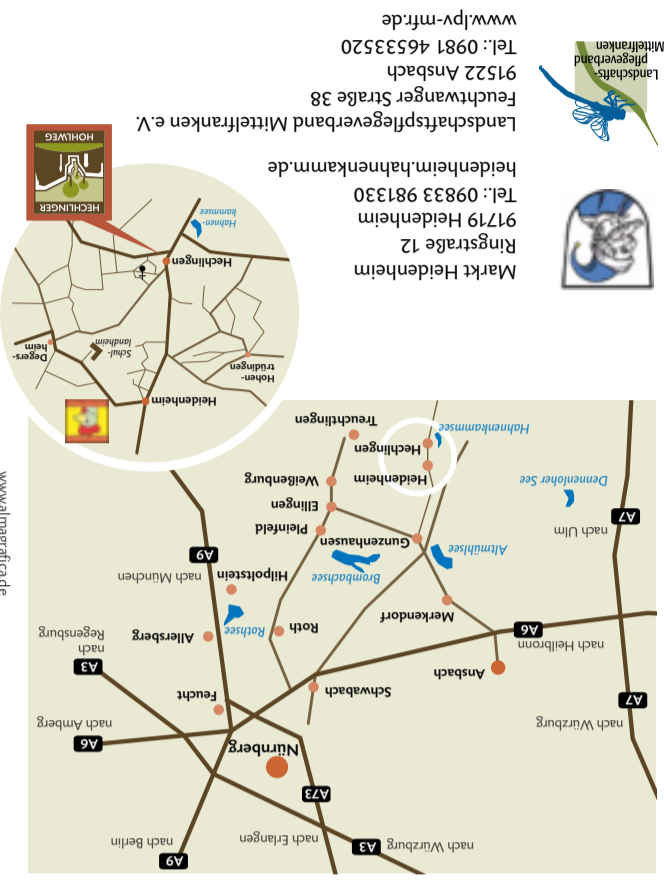 nach Würzburg
A3
nach Erlangen
nach Berlin
A9
A73
Nürnberg
nach Würzburg
A7
A6
nach Amberg
Schwabach
Feucht
Ansbach
A3
nach
Regensburg
nach Heilbronn
A6
Merkendorf
Roth
Rothsee
Allersberg
Hilpoltstein
nach München
A9
Altmühlsee
Brombachsee
Gunzenhausen
Pleinfeld
nach Ulm
A7
Ellingen
Dennenloher See
Heidenheim
Weißenburg
Hechlingen
Hahnenkammsee
Treuchtlingen
Heidenheim
Hohen-
trüdingen
Schul-
landheim
Degers-
heim
Hechlingen
Hahnen-
kammsee
HECHLINGER
HOHLWEG
Markt Heidenheim
Ringstraße 12
91719 Heidenheim
Tel.: 09833 981330
heidenheim.hahnenkamm.de
Landschaftspflegeverband Mittelfranken e.V.
Feuchtwanger Straße 38
91522 Ansbach
Tel.: 0981 46533520
www.lpv-mfr.de
Landschafts-
pflegeverband
Mittelfranken
www.almagrafica.de